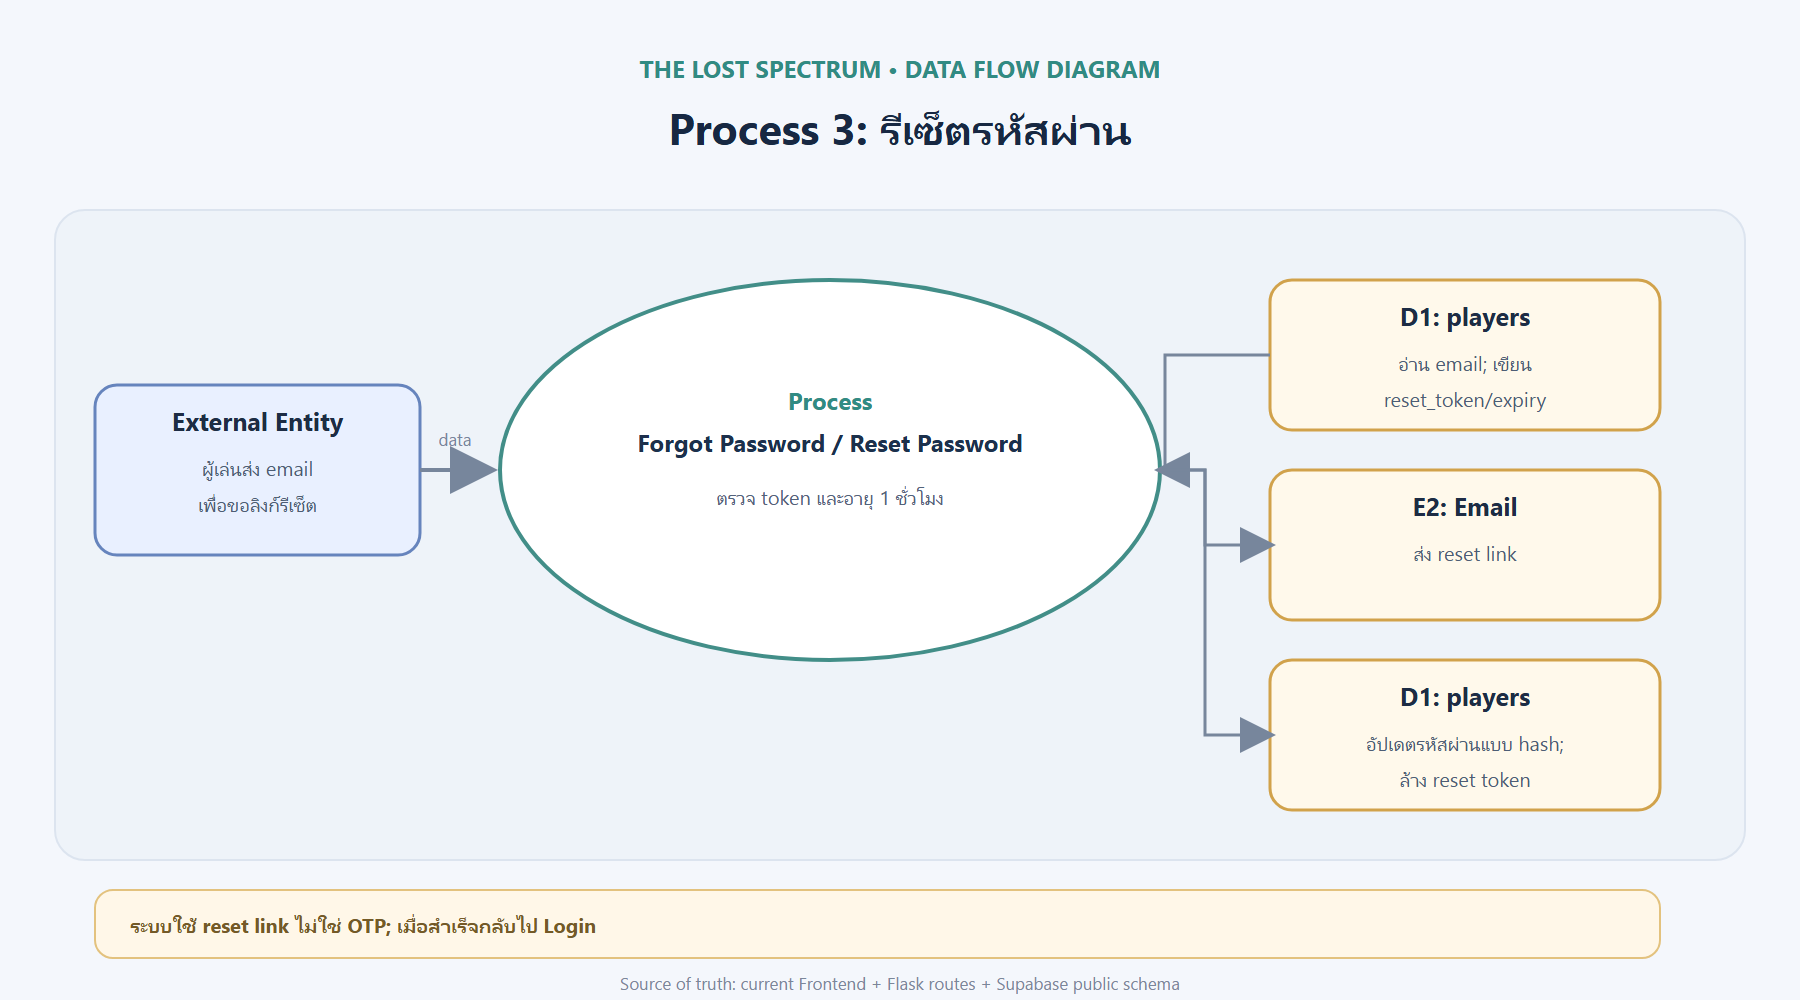 THE LOST SPECTRUM • DATA FLOW DIAGRAM
Process 3: รีเซ็ตรหัสผ่าน
External Entity
ผู้เล่นส่ง email
เพื่อขอลิงก์รีเซ็ต
data
Process
Forgot Password / Reset Password
ตรวจ token และอายุ 1 ชั่วโมง
D1: players
อ่าน email; เขียน
reset_token/expiry
E2: Email
ส่ง reset link
D1: players
อัปเดตรหัสผ่านแบบ hash;
ล้าง reset token
ระบบใช้ reset link ไม่ใช่ OTP; เมื่อสำเร็จกลับไป Login
Source of truth: current Frontend + Flask routes + Supabase public schema